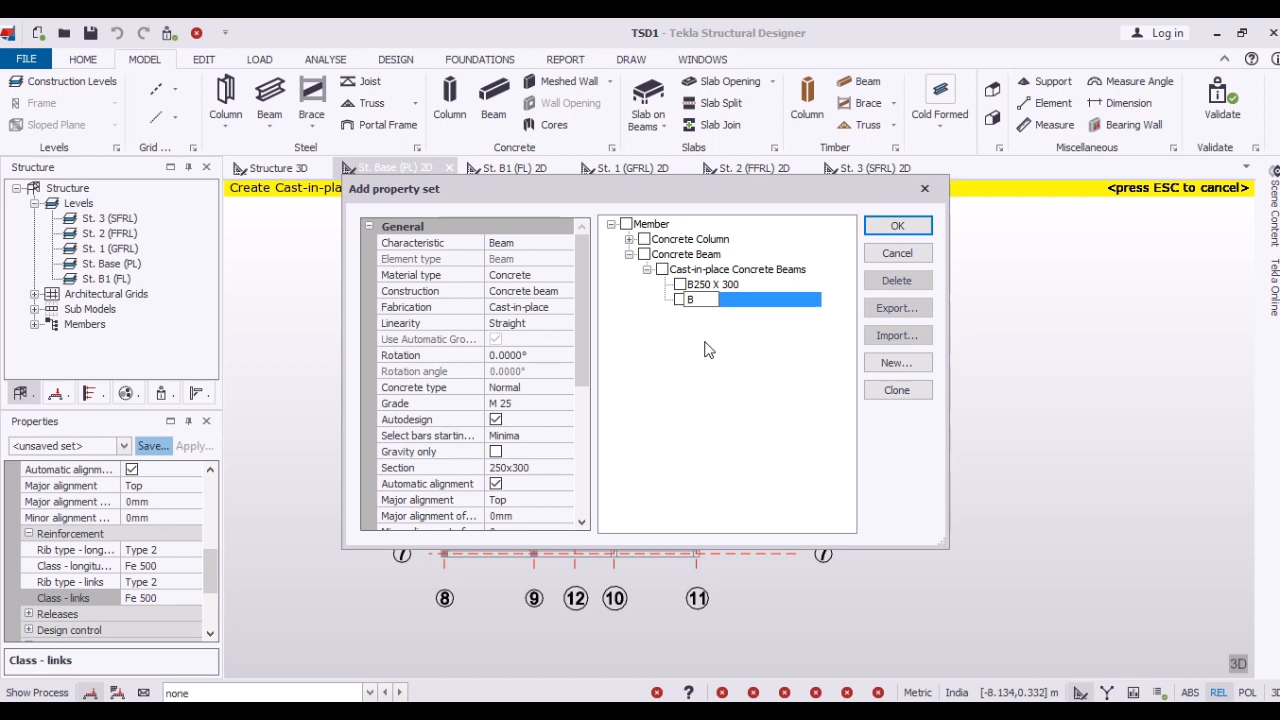 TSD1 - Tekla Structural Designer
Log in
FILE HOME MODEL EDIT LOAD ANALYSE DESIGN FOUNDATIONS REPORT DRAW WINDOWS
Construction Levels
Frame
Sloped Plane
Levels
Grid ...
Column
Beam
Brace
Joist
Truss
Portal Frame
Steel
Column
Beam
Meshed Wall
Wall Opening
Cores
Concrete
Slab on
Beams
Slab Opening
Slab Split
Slab Join
Slabs
Column
Beam
Brace
Truss
Timber
Cold Formed
Support
Element
Measure
Measure Angle
Dimension
Bearing Wall
Miscellaneous
Validate
Validate
Structure
Structure 3D
St. Base (PL) 2D
St. B1 (FL) 2D
St. 1 (GFRL) 2D
St. 2 (FFRL) 2D
St. 3 (SFRL) 2D
Create Cast-in-pla
<press ESC to cancel>
Structure
Levels
St. 3 (SFRL)
St. 2 (FFRL)
St. 1 (GFRL)
St. Base (PL)
St. B1 (FL)
Architectural Grids
Sub Models
Members
Properties
<unsaved set>
Save...
Apply...
Automatic alignm...
Major alignment Top
Major alignment ... 0mm
Minor alignment ... 0mm
Reinforcement
Rib type - long... Type 2
Class - longitu... Fe 500
Rib type - links Type 2
Class - links Fe 500
Releases
Design control
Class - links
Add property set
General
Characteristic Beam
Element type Beam
Material type Concrete
Construction Concrete beam
Fabrication Cast-in-place
Linearity Straight
Use Automatic Gro...
Rotation 0.0000°
Rotation angle 0.0000°
Concrete type Normal
Grade M 25
Autodesign
Select bars startin... Minima
Gravity only
Section 250x300
Automatic alignment
Major alignment Top
Major alignment of... 0mm
Member
Concrete Column
Concrete Beam
Cast-in-place Concrete Beams
B250 X 300
B
OK
Cancel
Delete
Export...
Import...
New...
Clone
7 7
8 9 12 10 11
Scene Content
Tekla Online
3D
Show Process
none
Metric India [-8.134,0.332] m ABS REL POL 3D